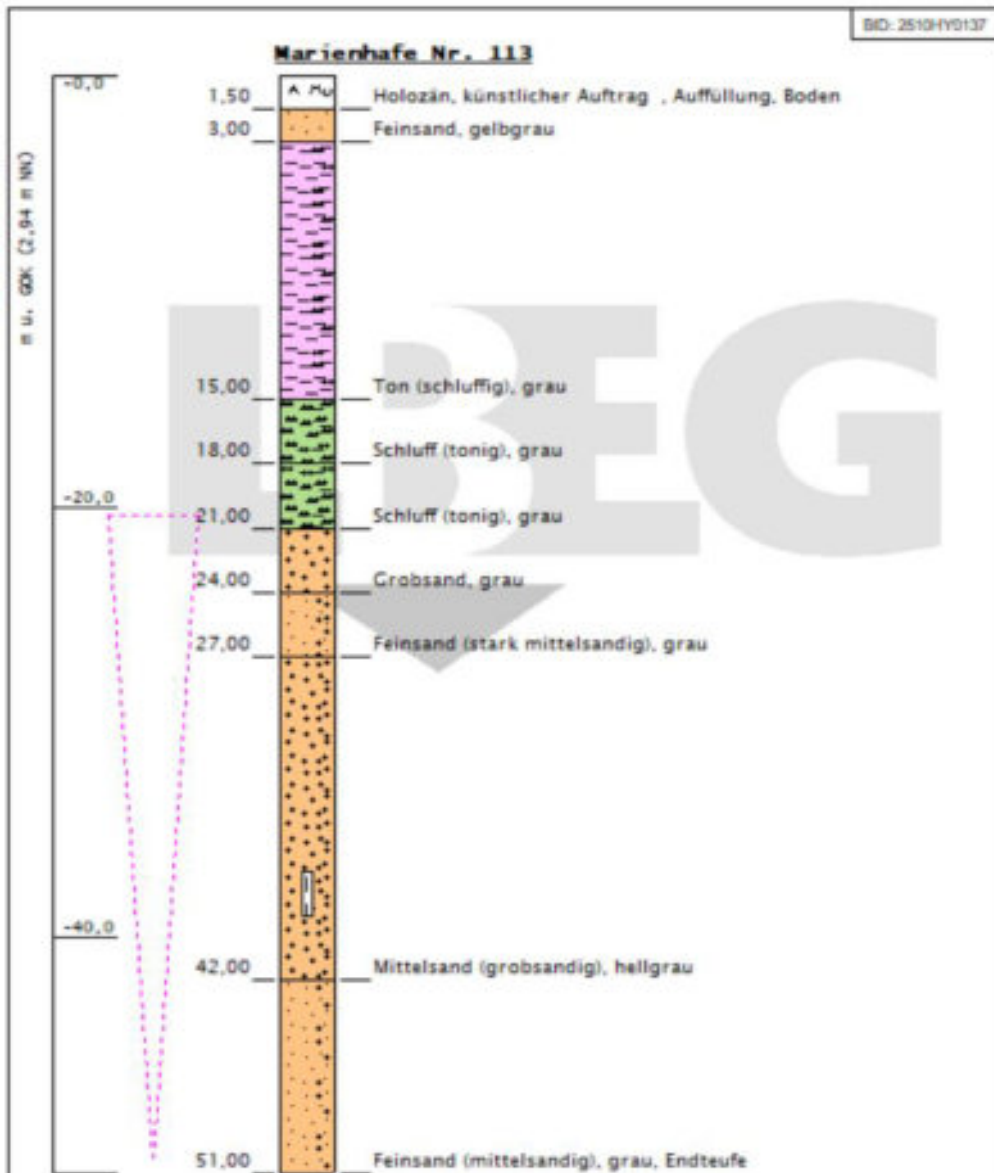 BID: 2510HY0137
Marienhafe Nr. 113
m u. GOK (2,94 m NN)
-0,0
1,50 Holozän, künstlicher Auftrag , Auffüllung, Boden
3,00 Feinsand, gelbgrau
15,00 Ton (schluffig), grau
18,00 Schluff (tonig), grau
-20,0
21,00 Schluff (tonig), grau
24,00 Grobsand, grau
27,00 Feinsand (stark mittelsandig), grau
-40,0
42,00 Mittelsand (grobsandig), hellgrau
51,00 Feinsand (mittelsandig), grau, Endteufe
LBEG